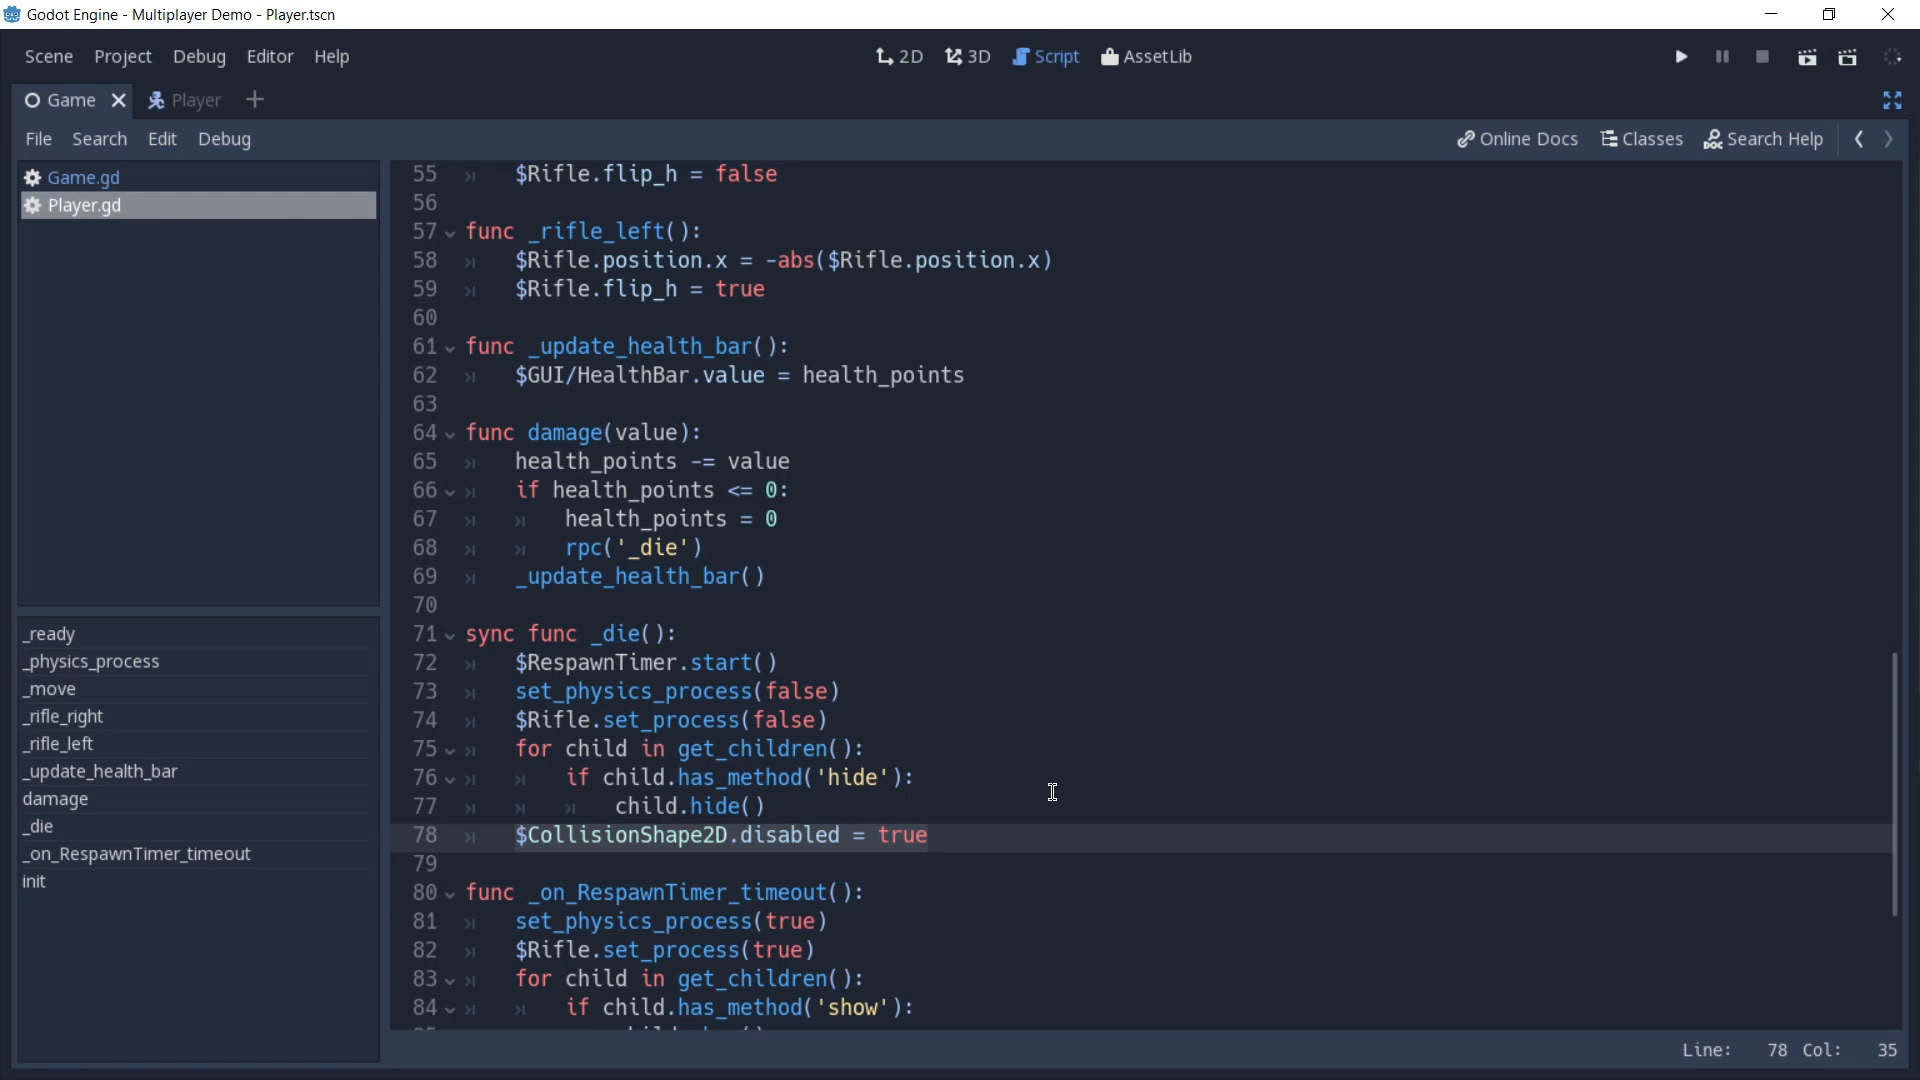 Godot Engine - Multiplayer Demo - Player.tscn
Scene Project Debug Editor Help
2D 3D Script AssetLib
Game Player
File Search Edit Debug
Online Docs Classes Search Help
Game.gd
Player.gd
_ready
_physics_process
_move
_rifle_right
_rifle_left
_update_health_bar
damage
_die
_on_RespawnTimer_timeout
init
55 $Rifle.flip_h = false
56
57 func _rifle_left():
58 $Rifle.position.x = -abs($Rifle.position.x)
59 $Rifle.flip_h = true
60
61 func _update_health_bar():
62 $GUI/HealthBar.value = health_points
63
64 func damage(value):
65 health_points -= value
66 if health_points <= 0:
67 health_points = 0
68 rpc('_die')
69 _update_health_bar()
70
71 sync func _die():
72 $RespawnTimer.start()
73 set_physics_process(false)
74 $Rifle.set_process(false)
75 for child in get_children():
76 if child.has_method('hide'):
77 child.hide()
78 $CollisionShape2D.disabled = true
79
80 func _on_RespawnTimer_timeout():
81 set_physics_process(true)
82 $Rifle.set_process(true)
83 for child in get_children():
84 if child.has_method('show'):
Line: 78 Col: 35